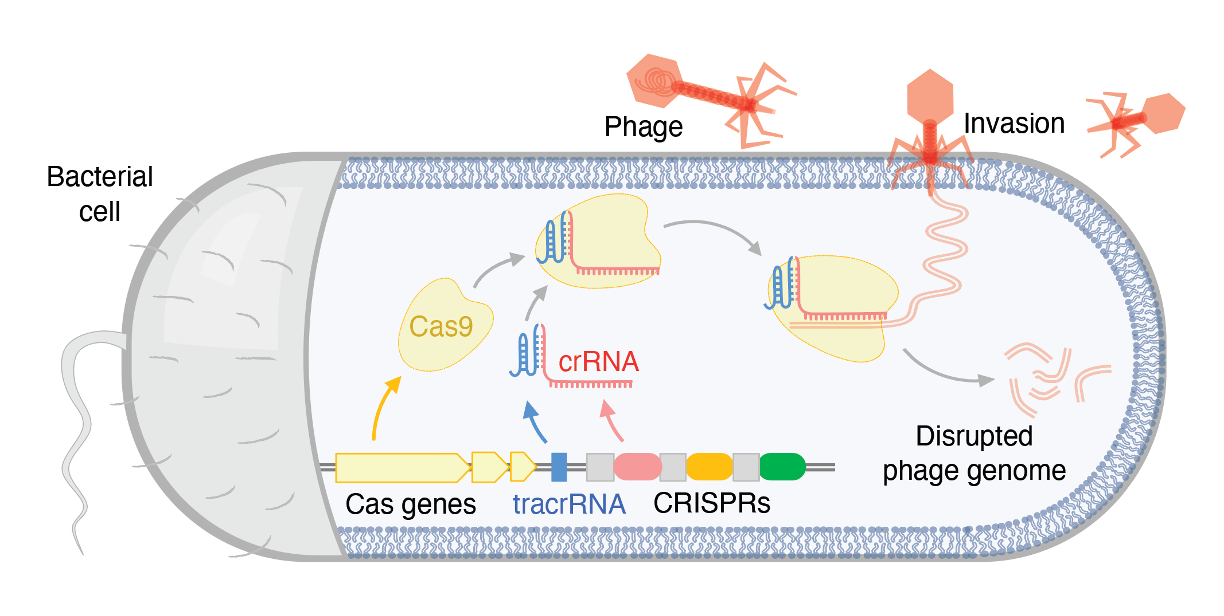 Phage
Invasion
Bacterial
cell
Cas9
crRNA
Disrupted
phage genome
Cas genes
tracrRNA
CRISPRs